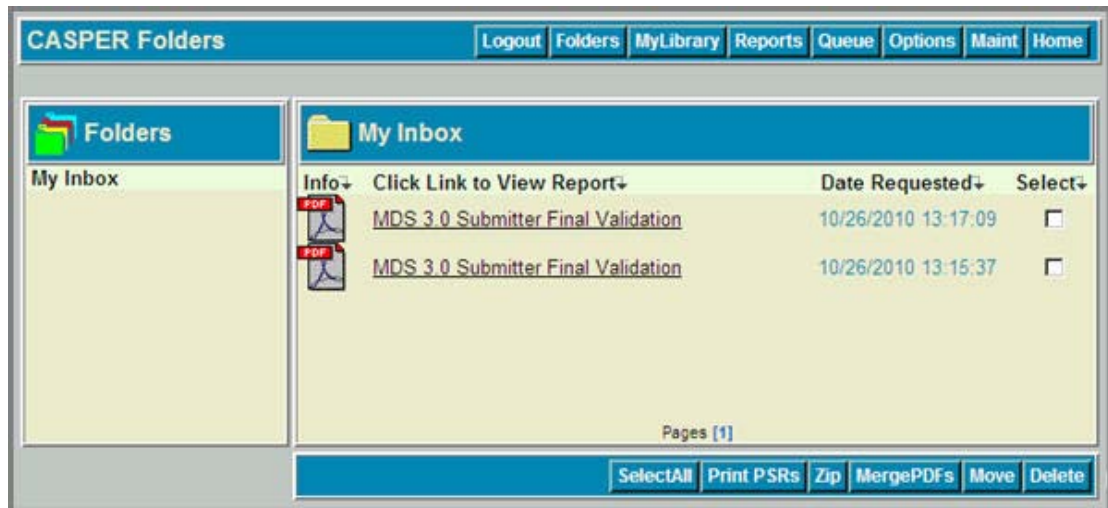 CASPER Folders
Logout Folders MyLibrary Reports Queue Options Maint Home
Folders
My Inbox
My Inbox
Info Click Link to View Report Date Requested Select
PDF
MDS 3.0 Submitter Final Validation 10/26/2010 13:17:09
PDF
MDS 3.0 Submitter Final Validation 10/26/2010 13:15:37
Pages [1]
SelectAll Print PSRs Zip MergePDFs Move Delete